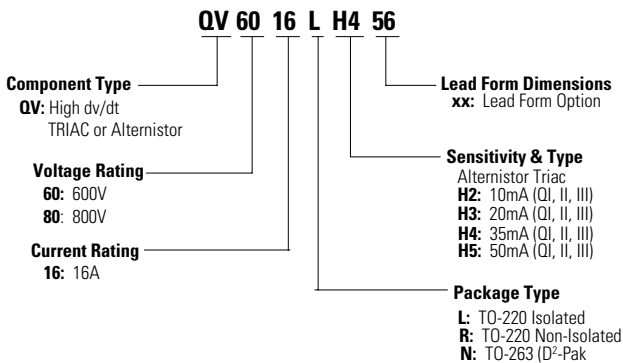 QV 60 16 L H4 56
Component Type
QV: High dv/dt
TRIAC or Alternistor
Voltage Rating
60: 600V
80: 800V
Current Rating
16: 16A
Lead Form Dimensions
xx: Lead Form Option
Sensitivity & Type
Alternistor Triac
H2: 10mA (QI, II, III)
H3: 20mA (QI, II, III)
H4: 35mA (QI, II, III)
H5: 50mA (QI, II, III)
Package Type
L: TO-220 Isolated
R: TO-220 Non-Isolated
N: TO-263 (D²-Pak